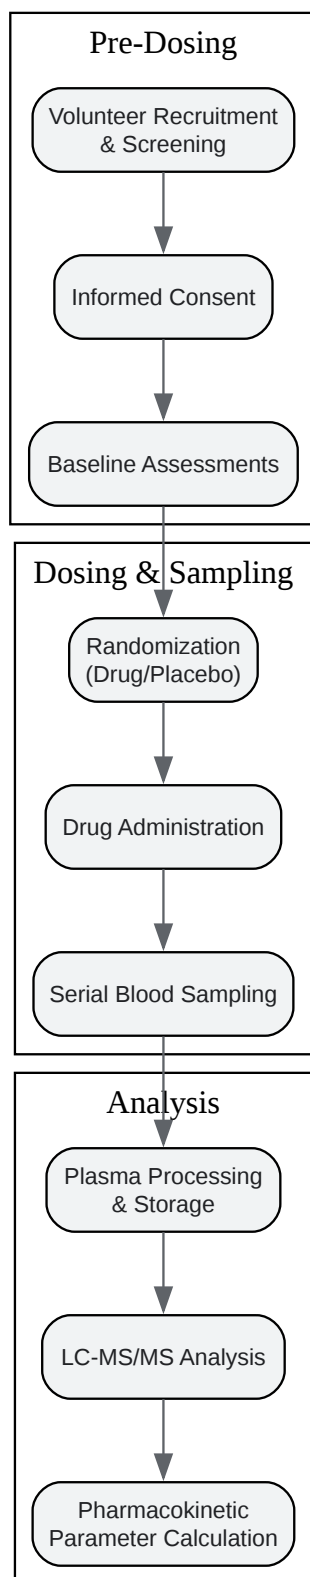 Pre-Dosing
Volunteer Recruitment
& Screening
Informed Consent
Baseline Assessments
Dosing & Sampling
Randomization
(Drug/Placebo)
Drug Administration
Serial Blood Sampling
Analysis
Plasma Processing
& Storage
LC-MS/MS Analysis
Pharmacokinetic
Parameter Calculation